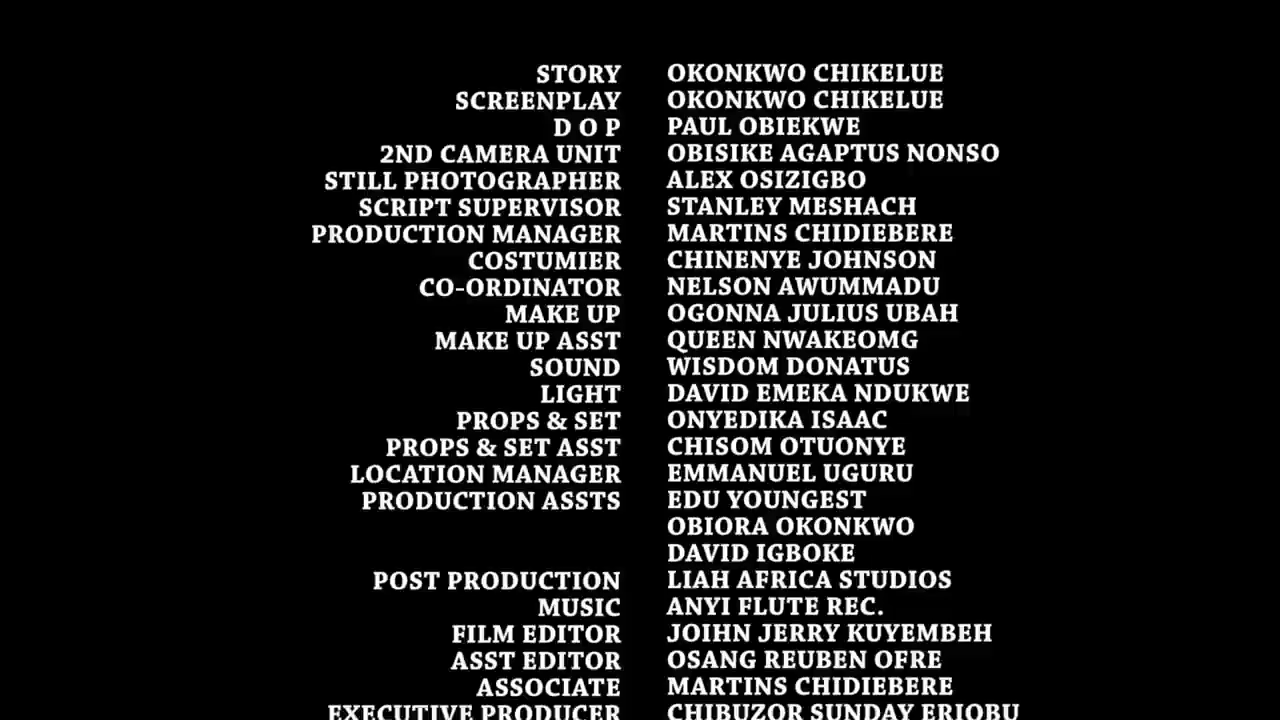 STORY OKONKWO CHIKELUE
SCREENPLAY OKONKWO CHIKELUE
D O P PAUL OBIEKWE
2ND CAMERA UNIT OBISIKE AGAPTUS NONSO
STILL PHOTOGRAPHER ALEX OSIZIGBO
SCRIPT SUPERVISOR STANLEY MESHACH
PRODUCTION MANAGER MARTINS CHIDIEBERE
COSTUMIER CHINENYE JOHNSON
CO-ORDINATOR NELSON AWUMMADU
MAKE UP OGONNA JULIUS UBAH
MAKE UP ASST QUEEN NWAKEOMG
SOUND WISDOM DONATUS
LIGHT DAVID EMEKA NDUKWE
PROPS & SET ONYEDIKA ISAAC
PROPS & SET ASST CHISOM OTUONYE
LOCATION MANAGER EMMANUEL UGURU
PRODUCTION ASSTS EDU YOUNGEST
OBIORA OKONKWO
DAVID IGBOKE
POST PRODUCTION LIAH AFRICA STUDIOS
MUSIC ANYI FLUTE REC.
FILM EDITOR JOIHN JERRY KUYEMBEH
ASST EDITOR OSANG REUBEN OFRE
ASSOCIATE MARTINS CHIDIEBERE
EXECUTIVE PRODUCER CHIBUZOR SUNDAY ERIOBU